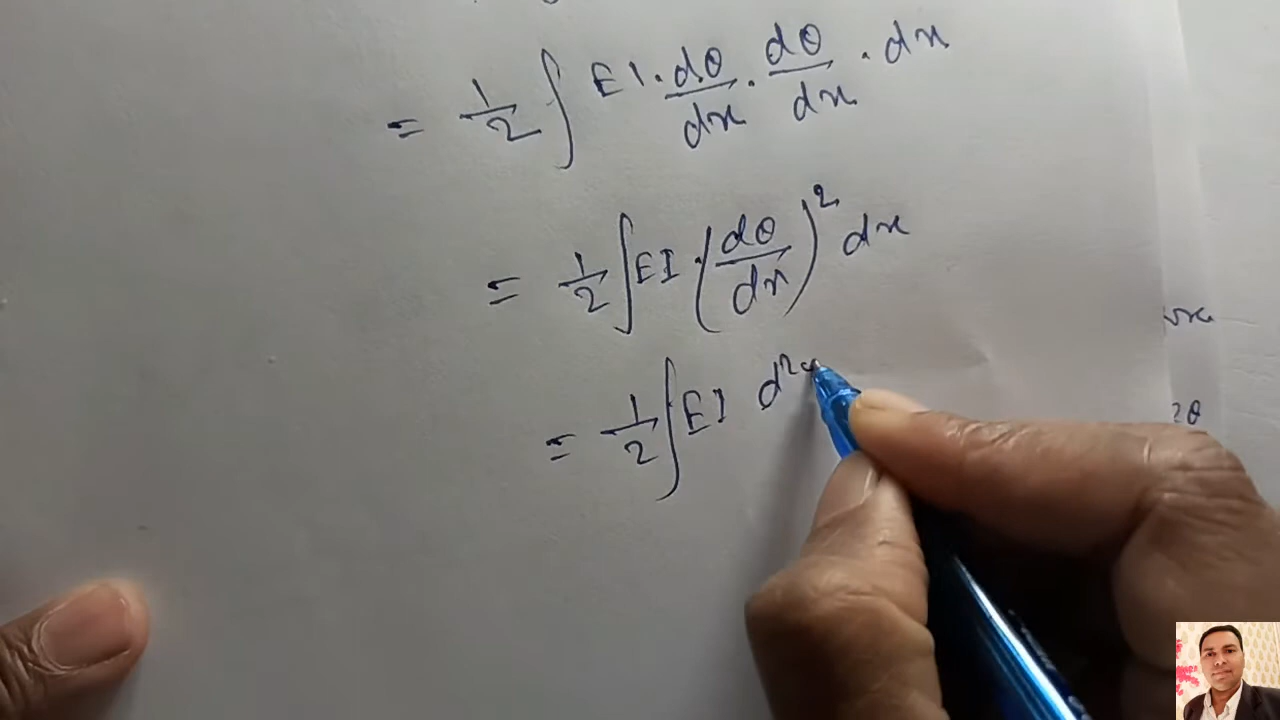 = 1/2 ∫ EI · dθ/dx · dθ/dx · dx
= 1/2 ∫ EI · (dθ/dx)² dx
= 1/2 ∫ EI d²